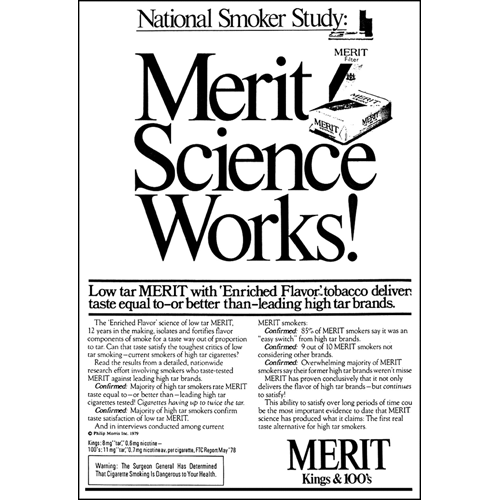 National Smoker Study:
MERIT
Filter
Merit
Science
Works!
MERIT
MERIT
Low tar MERIT with 'Enriched Flavor'.tobacco deliver
taste equal to–or better than–leading high tar brands.
The 'Enriched Flavor' science of low tar MERIT,
12 years in the making, isolates and fortifies flavor
components of smoke for a taste way out of proportion
to tar. Can that taste satisfy the toughest critics of low
tar smoking–current smokers of high tar cigarettes?
Read the results from a detailed, nationwide
research effort involving smokers who taste-tested
MERIT against leading high tar brands.
Confirmed: Majority of high tar smokers rate MERIT
taste equal to–or better than–leading high tar
cigarettes tested! Cigarettes having up to twice the tar.
Confirmed: Majority of high tar smokers confirm
taste satisfaction of low tar MERIT.
And in interviews conducted among current
© Philip Morris Inc. 1979
Kings: 8 mg "tar," 0.6 mg nicotine–
100's: 11 mg "tar," 0.7 mg nicotine av. per cigarette, FTC Report May '78
Warning: The Surgeon General Has Determined
That Cigarette Smoking Is Dangerous to Your Health.
MERIT smokers:
Confirmed: 85% of MERIT smokers say it was an
"easy switch" from high tar brands.
Confirmed: 9 out of 10 MERIT smokers not
considering other brands.
Confirmed: Overwhelming majority of MERIT
smokers say their former high tar brands weren't misse
MERIT has proven conclusively that it not only
delivers the flavor of high tar brands–but continues
to satisfy!
This ability to satisfy over long periods of time cou
be the most important evidence to date that MERIT
science has produced what it claims: The first real
taste alternative for high tar smokers.
MERIT
Kings & 100's